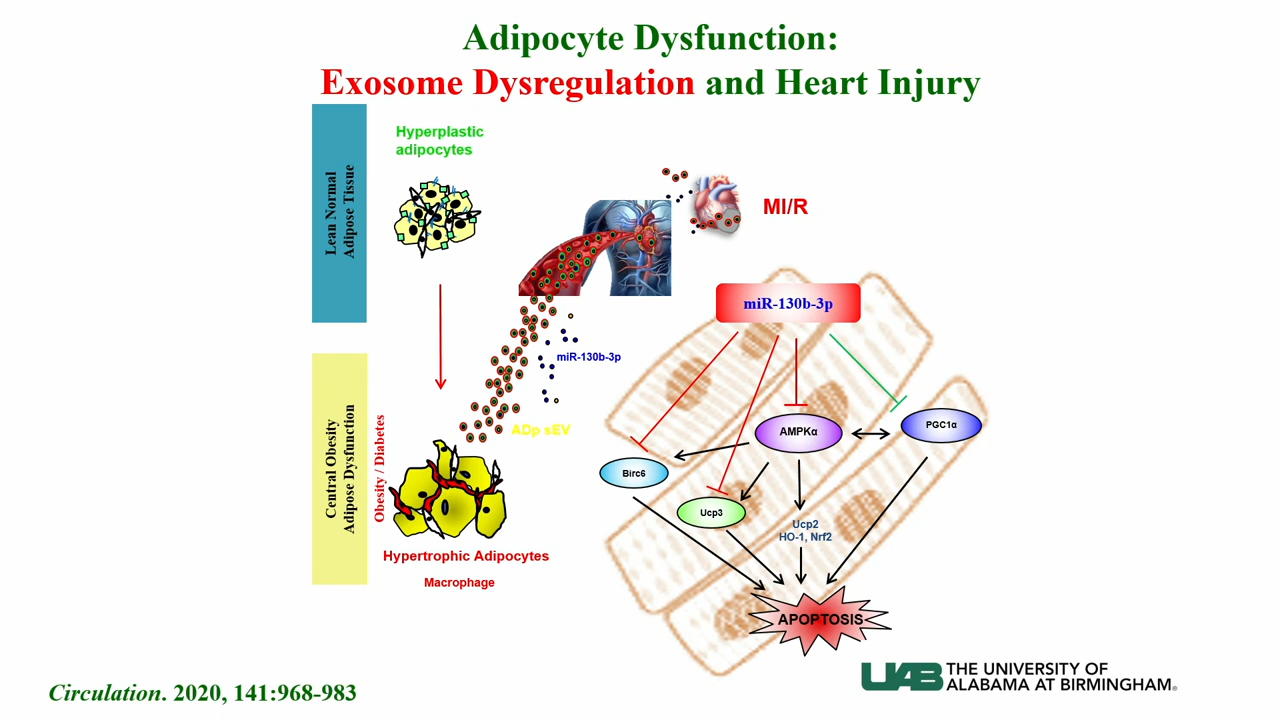 Adipocyte Dysfunction:
Exosome Dysregulation and Heart Injury
Lean Normal
Adipose Tissue
Hyperplastic
adipocytes
MI/R
miR-130b-3p
miR-130b-3p
Central Obesity
Adipose Dysfunction
Obesity / Diabetes
ADp sEV
AMPKα
PGC1α
Birc6
Ucp3
Ucp2
HO-1, Nrf2
Hypertrophic Adipocytes
Macrophage
APOPTOSIS
Circulation. 2020, 141:968-983
UAB THE UNIVERSITY OF
ALABAMA AT BIRMINGHAM®